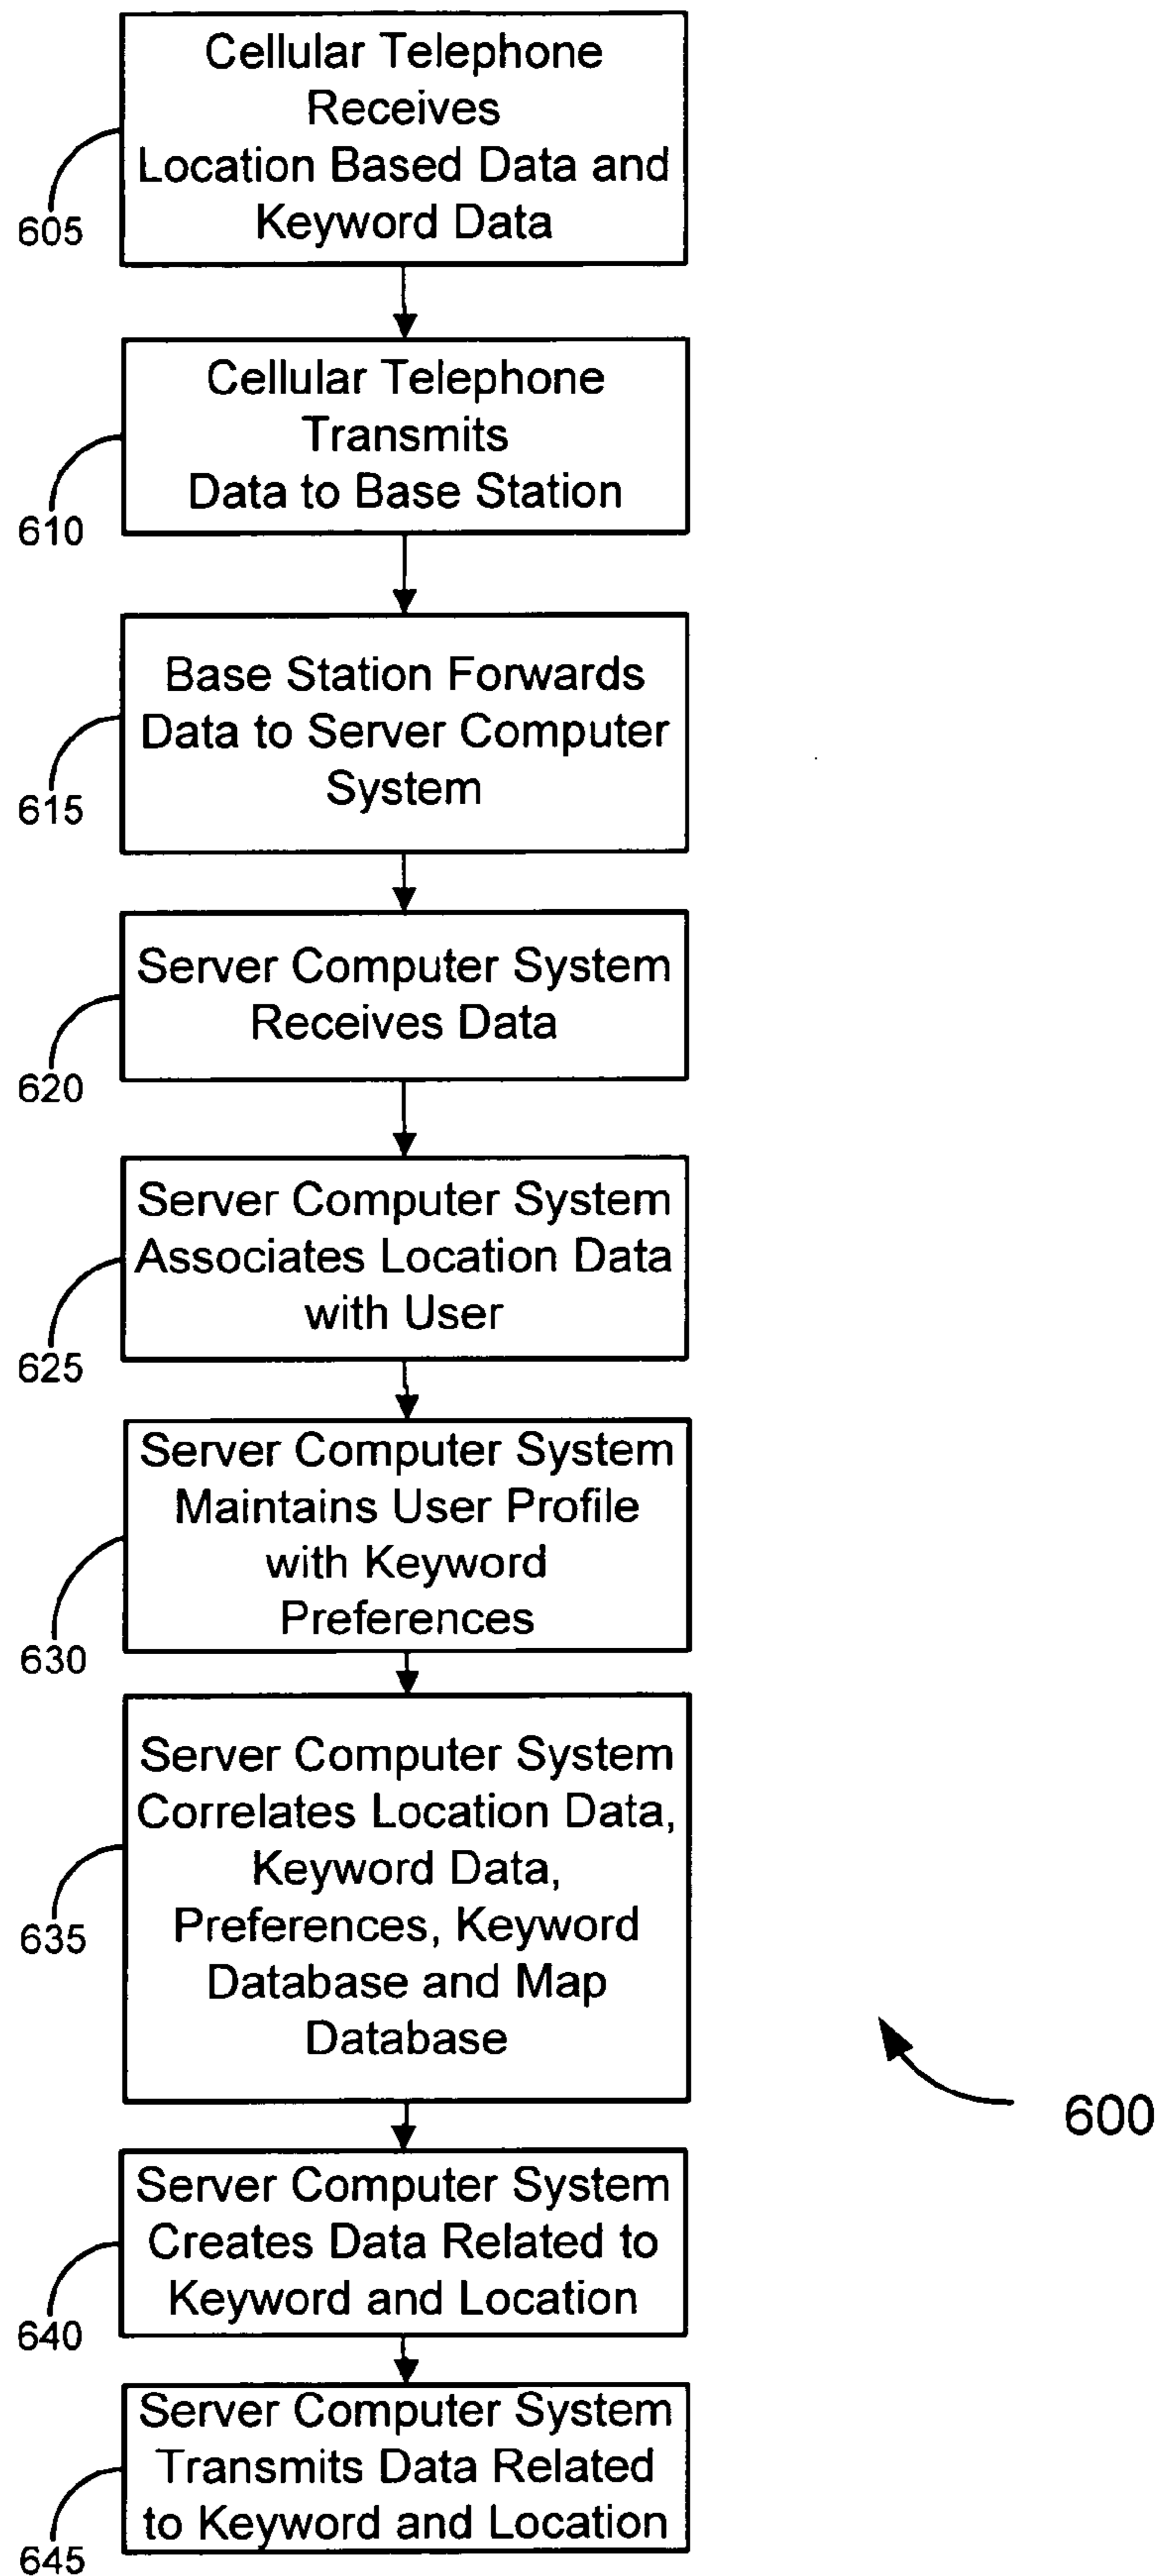 Cellular Telephone
Receives
Location Based Data and
Keyword Data
605
Cellular Telephone
Transmits
Data to Base Station
610
Base Station Forwards
Data to Server Computer
System
615
Server Computer System
Receives Data
620
Server Computer System
Associates Location Data
with User
625
Server Computer System
Maintains User Profile
with Keyword
Preferences
630
Server Computer System
Correlates Location Data,
Keyword Data,
Preferences, Keyword
Database and Map
Database
635
600
Server Computer System
Creates Data Related to
Keyword and Location
640
Server Computer System
Transmits Data Related
to Keyword and Location
645